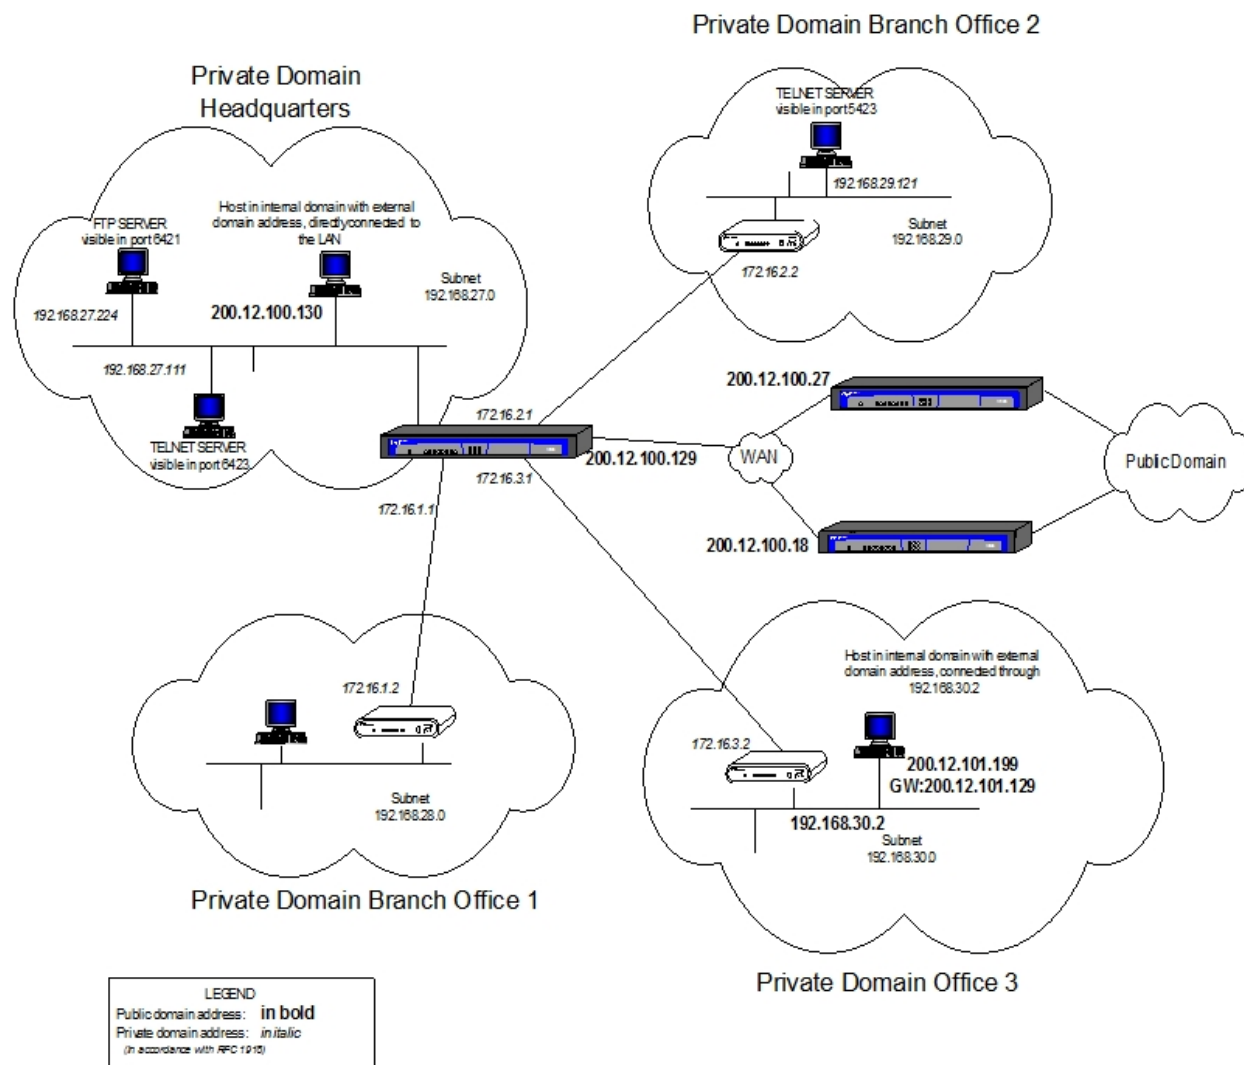 Private Domain Branch Office 2
Private Domain
Headquarters
TELNET SERVER
visible in port 5423
192.168.29.121
Subnet
192.168.29.0
172.16.2.2
Host in internal domain with external
domain address, directly connected to
the LAN
FTP SERVER
visible in port 6421
Subnet
192.168.27.0
192.168.27.224
200.12.100.130
192.168.27.111
TELNET SERVER
visible in port 6423
172.16.2.1
172.16.3.1
172.16.1.1
200.12.100.129
200.12.100.27
WAN
Public Domain
200.12.100.18
172.16.1.2
Subnet
192.168.28.0
Private Domain Branch Office 1
Host in internal domain with external
domain address, connected through
192.168.30.2
172.16.3.2
200.12.101.199
GW:200.12.101.129
192.168.30.2
Subnet
192.168.30.0
Private Domain Office 3
LEGEND
Public domain address: in bold
Private domain address: in italic
(in accordance with RFC 1918)